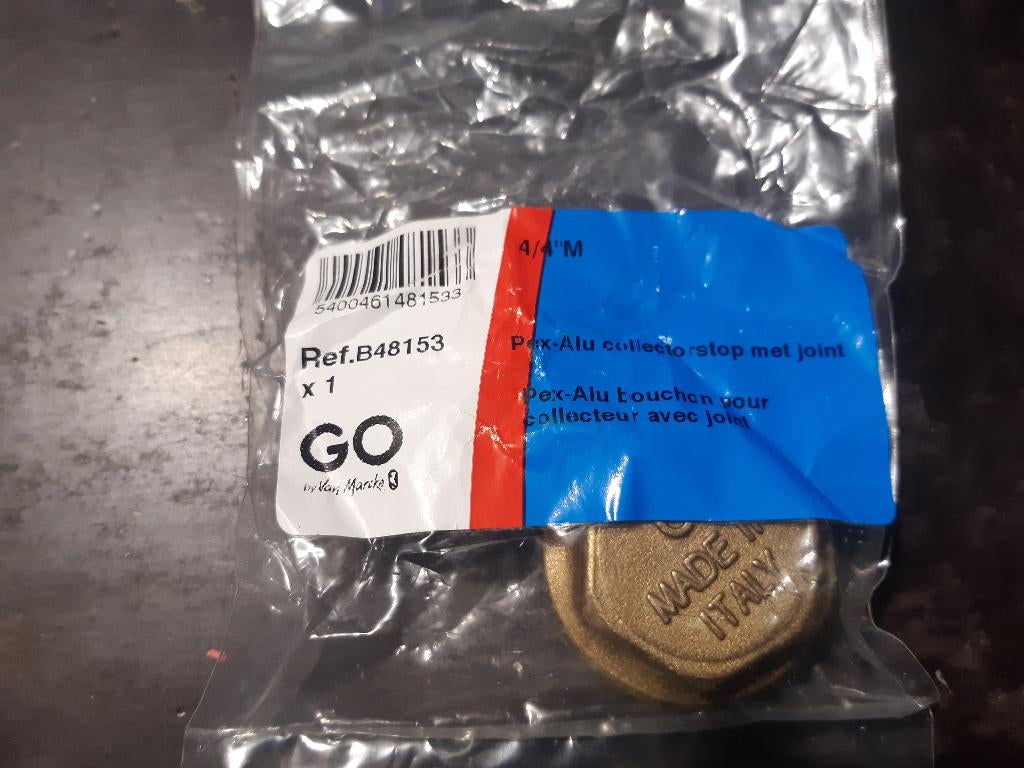 5400461481533
Ref.B48153
x 1
GO
by Van Marcke
4/4"M
Pex-Alu collectorstop met joint
Pex-Alu bouchon pour
collecteur avec joint
MADE IN
ITALY